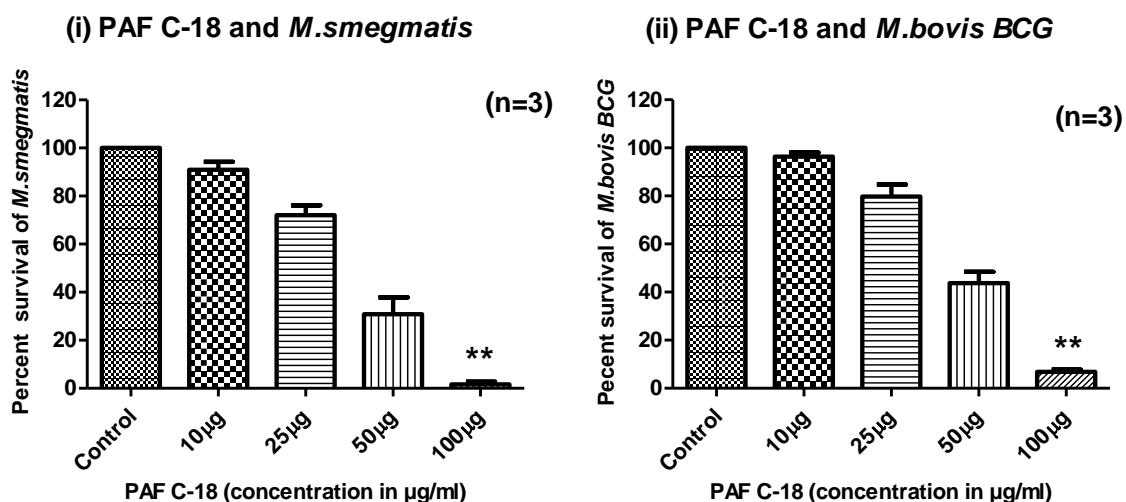 (i) PAF C-18 and M.smegmatis
(n=3)
Percent survival of M.smegmatis
120
100
80
60
40
20
0
**
Control
10µg
25µg
50µg
100µg
PAF C-18 (concentration in µg/ml)
(ii) PAF C-18 and M.bovis BCG
(n=3)
Pecent survival of M.bovis BCG
120
100
80
60
40
20
0
**
Control
10µg
25µg
50µg
100µg
PAF C-18 (concentration in µg/ml)